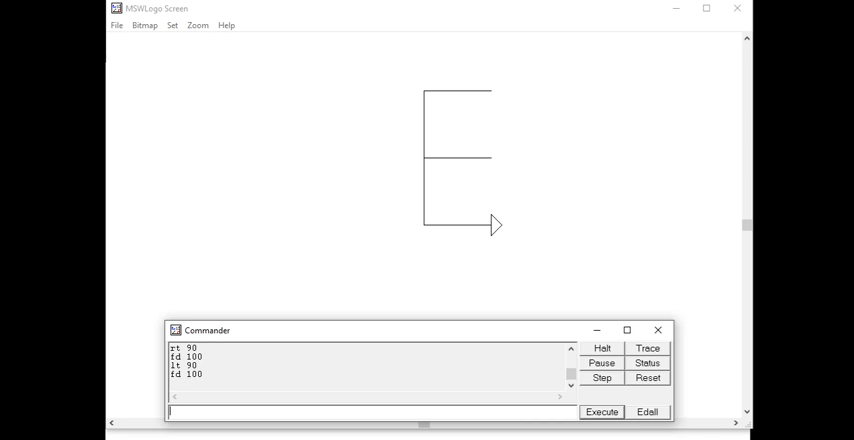 MSWLogo Screen
File Bitmap Set Zoom Help
Commander
rt 90
fd 100
lt 90
fd 100
Halt Trace
Pause Status
Step Reset
Execute Edall